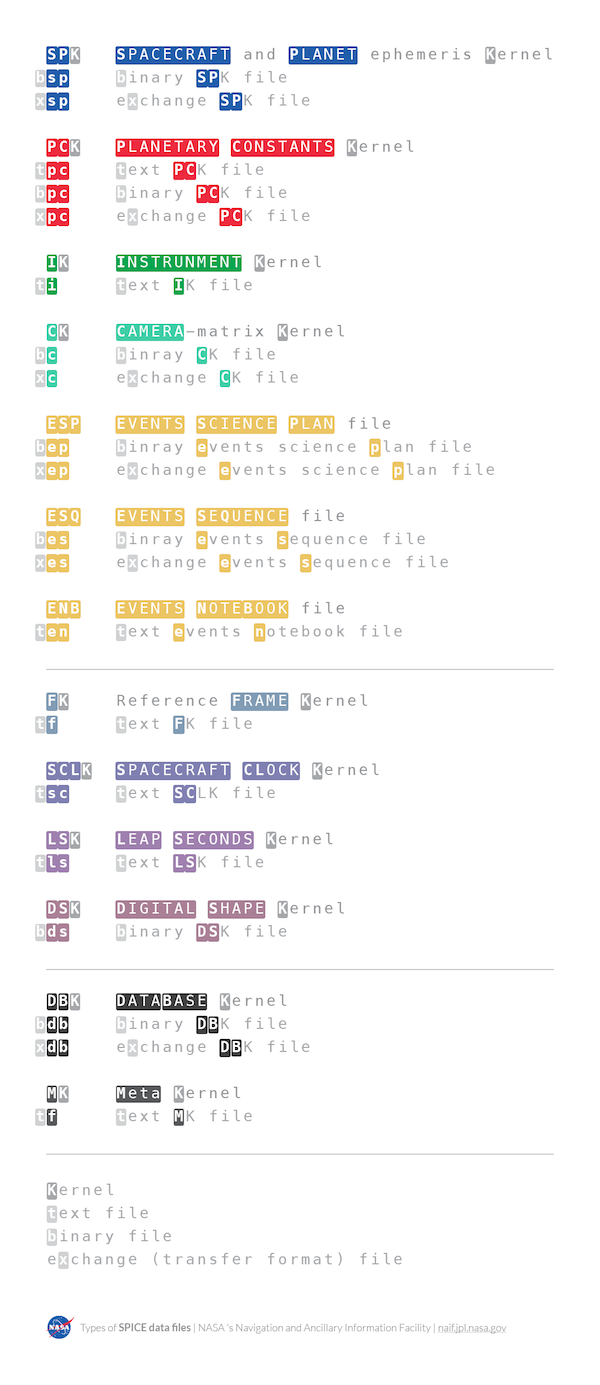 SPK SPACECRAFT and PLANET ephemeris Kernel
bsp binary SPK file
xsp exchange SPK file
PCK PLANETARY CONSTANTS Kernel
tpc text PCK file
bpc binary PCK file
xpc exchange PCK file
IK INSTRUNMENT Kernel
ti text IK file
CK CAMERA–matrix Kernel
bc binray CK file
xc exchange CK file
ESP EVENTS SCIENCE PLAN file
bep binray events science plan file
xep exchange events science plan file
ESQ EVENTS SEQUENCE file
bes binray events sequence file
xes exchange events sequence file
ENB EVENTS NOTEBOOK file
ten text events notebook file
FK Reference FRAME Kernel
tf text FK file
SCLK SPACECRAFT CLOCK Kernel
tsc text SCLK file
LSK LEAP SECONDS Kernel
tls text LSK file
DSK DIGITAL SHAPE Kernel
bds binary DSK file
DBK DATABASE Kernel
bdb binary DBK file
xdb exchange DBK file
MK Meta Kernel
tf text MK file
Kernel
text file
binary file
exchange (transfer format) file
NASA Types of SPICE data files | NASA 's Navigation and Ancillary Information Facility | naif.jpl.nasa.gov